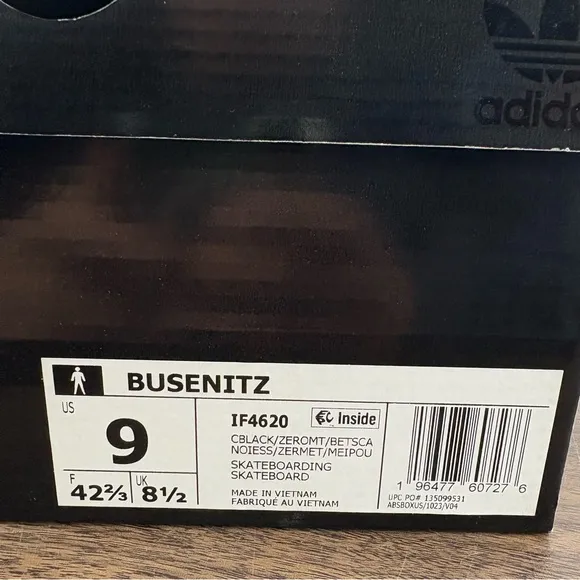 adidas
BUSENITZ
US
9
F
42⅔
UK
8½
IF4620
Inside
CBLACK/ZEROMT/BETSCA
NOIESS/ZERMET/MEIPOU
SKATEBOARDING
SKATEBOARD
MADE IN VIETNAM
FABRIQUÉ AU VIETNAM
1 96477 60727 6
UPC PO# 135099531
ABSBOXUS/1023/V04